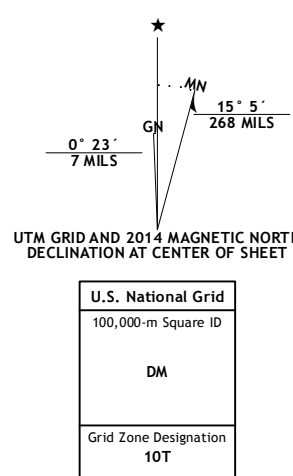 ★
MN
15° 5´
268 MILS
GN
0° 23´
7 MILS
UTM GRID AND 2014 MAGNETIC NORTH
DECLINATION AT CENTER OF SHEET
U.S. National Grid
100,000-m Square ID
DM
Grid Zone Designation
10T